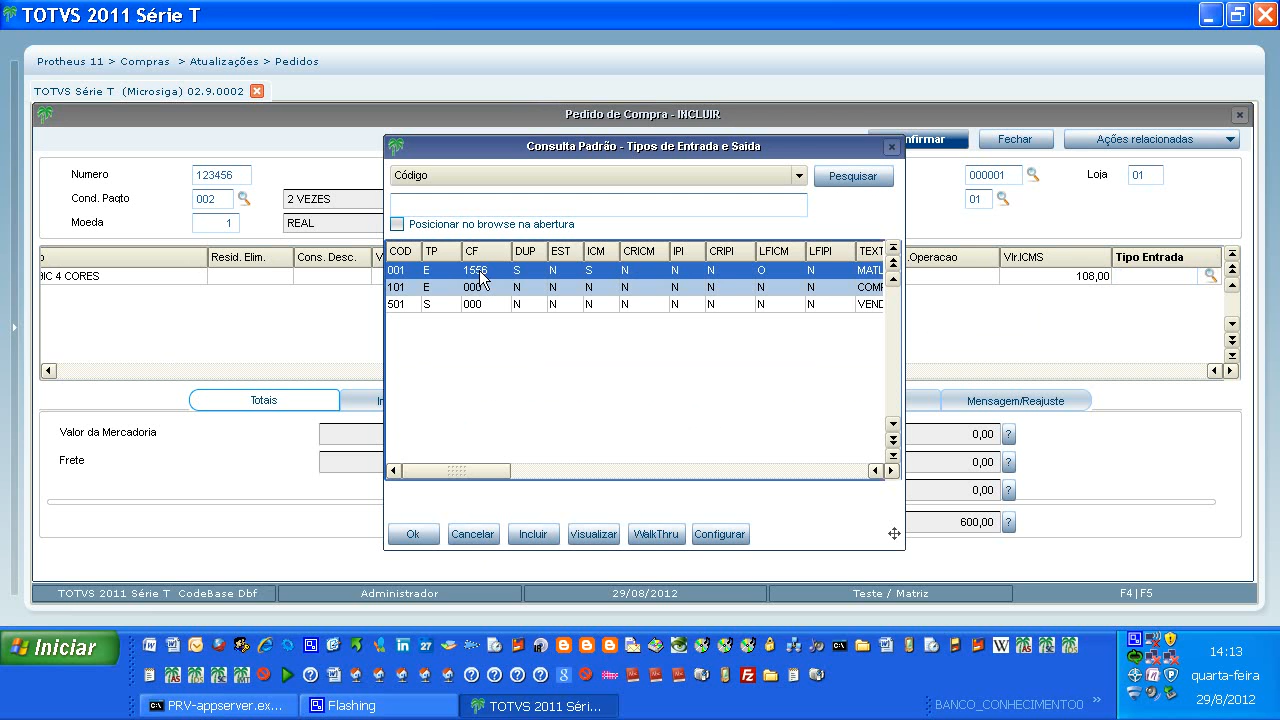 TOTVS 2011 Série T
Protheus 11 > Compras > Atualizações > Pedidos
TOTVS Série T (Microsiga) 02.9.0002
Pedido de Compra - INCLUIR
nfirmar
Fechar
Ações relacionadas
Numero
123456
000001
Loja
01
Cond. Pagto
002
2 VEZES
01
Moeda
1
REAL
Resid. Elim.
Cons. Desc.
V
.Operacao
Vlr.ICMS
Tipo Entrada
IC 4 CORES
108,00
Consulta Padrão - Tipos de Entrada e Saida
Código
Pesquisar
Posicionar no browse na abertura
COD TP CF DUP EST ICM CRICM IPI CRIPI LFICM LFIPI TEXT
001 E 1556 S N S N N N O N MATL
101 E 000 N N N N N N N N COMP
501 S 000 N N N N N N N N VEND
Ok
Cancelar
Incluir
Visualizar
WalkThru
Configurar
Totais
Mensagem/Reajuste
Valor da Mercadoria
0,00
?
Frete
0,00
?
0,00
?
600,00
?
TOTVS 2011 Série T CodeBase Dbf
Administrador
29/08/2012
Teste / Matriz
F4|F5
Iniciar
PRV-appserver.ex...
Flashing
TOTVS 2011 Séri...
BANCO_CONHECIMENTO0
»
14:13
quarta-feira
29/8/2012